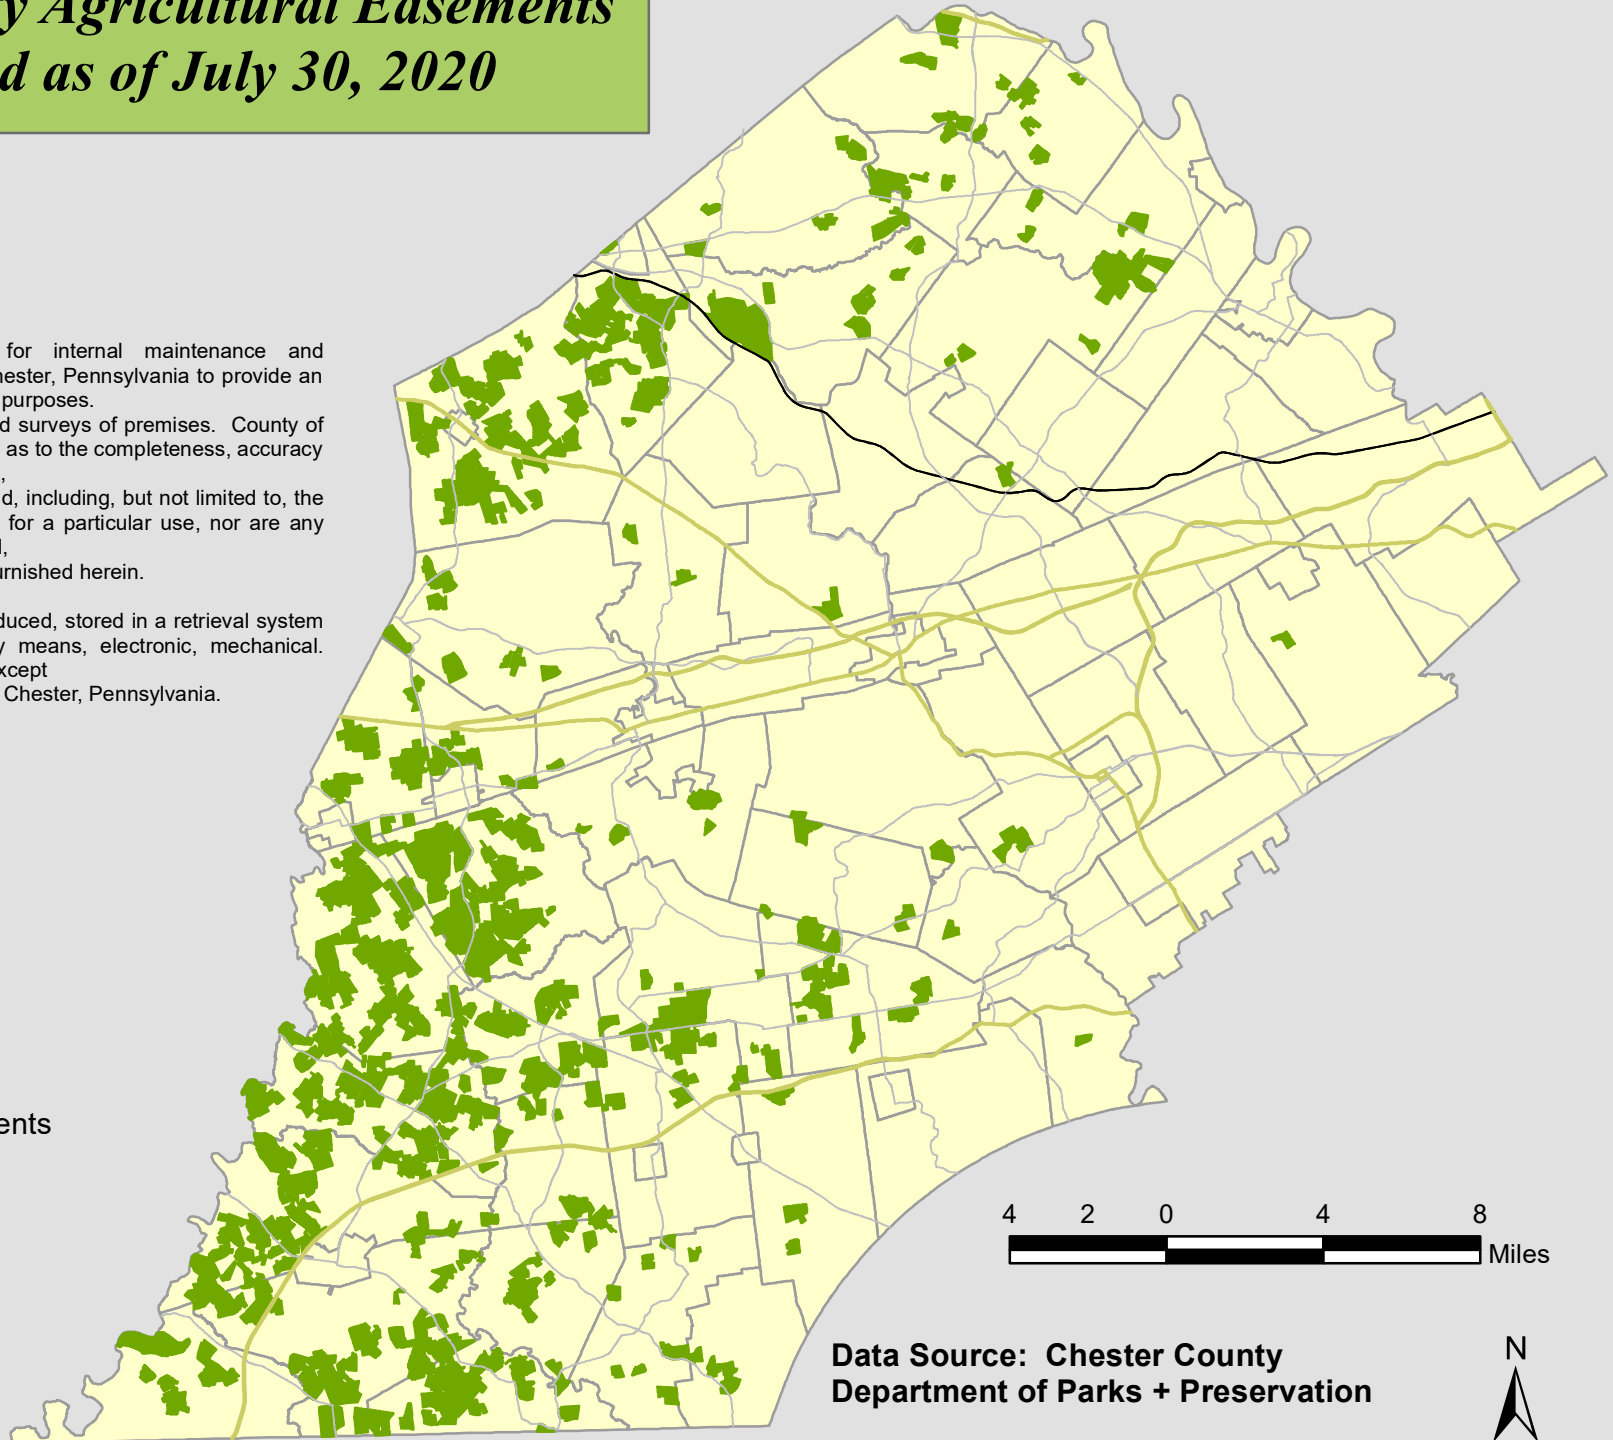 y Agricultural Easements
d as of July 30, 2020
for internal maintenance and
hester, Pennsylvania to provide an
purposes.
d surveys of premises. County of
as to the completeness, accuracy
,
d, including, but not limited to, the
for a particular use, nor are any
l,
urnished herein.
duced, stored in a retrieval system
y means, electronic, mechanical.
xcept
Chester, Pennsylvania.
ents
4 2 0 4 8
Miles
Data Source: Chester County
Department of Parks + Preservation
N